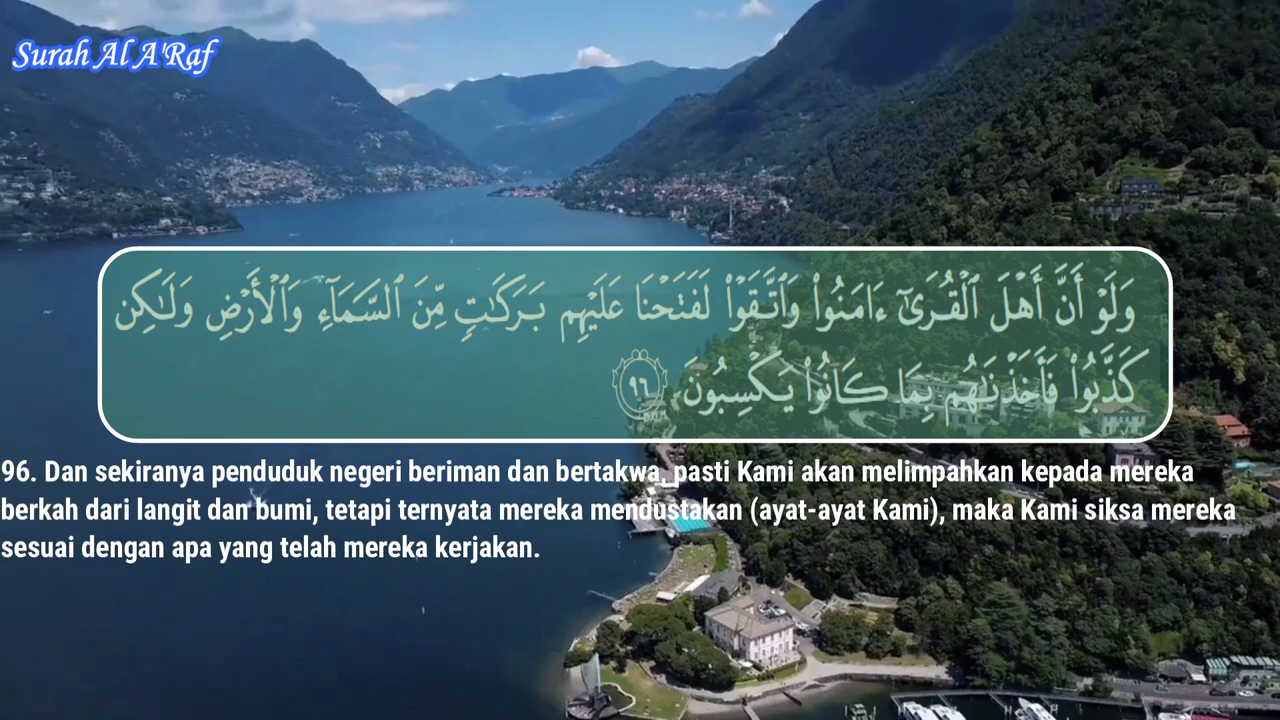 Surah Al A'Raf
وَلَوْ أَنَّ أَهْلَ ٱلْقُرَىٰٓ ءَامَنُوا۟ وَٱتَّقَوْا۟ لَفَتَحْنَا عَلَيْهِم بَرَكَـٰتٍ مِّنَ ٱلسَّمَآءِ وَٱلْأَرْضِ وَلَـٰكِن
كَذَّبُوا۟ فَأَخَذْنَـٰهُم بِمَا كَانُوا۟ يَكْسِبُونَ ٩٦
96. Dan sekiranya penduduk negeri beriman dan bertakwa, pasti Kami akan melimpahkan kepada mereka
berkah dari langit dan bumi, tetapi ternyata mereka mendustakan (ayat-ayat Kami), maka Kami siksa mereka
sesuai dengan apa yang telah mereka kerjakan.